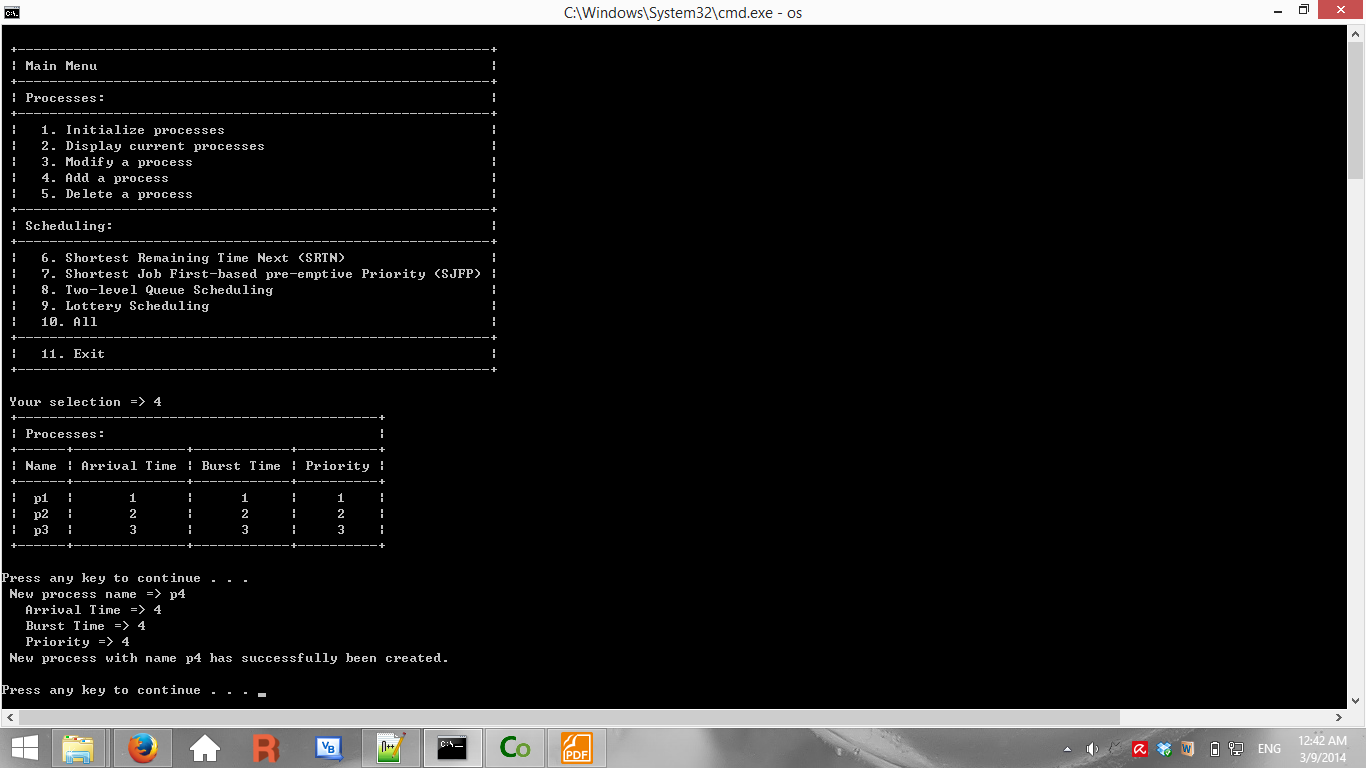 C:\Windows\System32\cmd.exe - os
Main Menu
Processes:
1. Initialize processes
2. Display current processes
3. Modify a process
4. Add a process
5. Delete a process
Scheduling:
6. Shortest Remaining Time Next (SRTN)
7. Shortest Job First-based pre-emptive Priority (SJFP)
8. Two-level Queue Scheduling
9. Lottery Scheduling
10. All
11. Exit
Your selection => 4
Processes:
Name | Arrival Time | Burst Time | Priority
p1 | 1 | 1 | 1
p2 | 2 | 2 | 2
p3 | 3 | 3 | 3
Press any key to continue . . .
New process name => p4
Arrival Time => 4
Burst Time => 4
Priority => 4
New process with name p4 has successfully been created.
Press any key to continue . . .
ENG
12:42 AM
3/9/2014